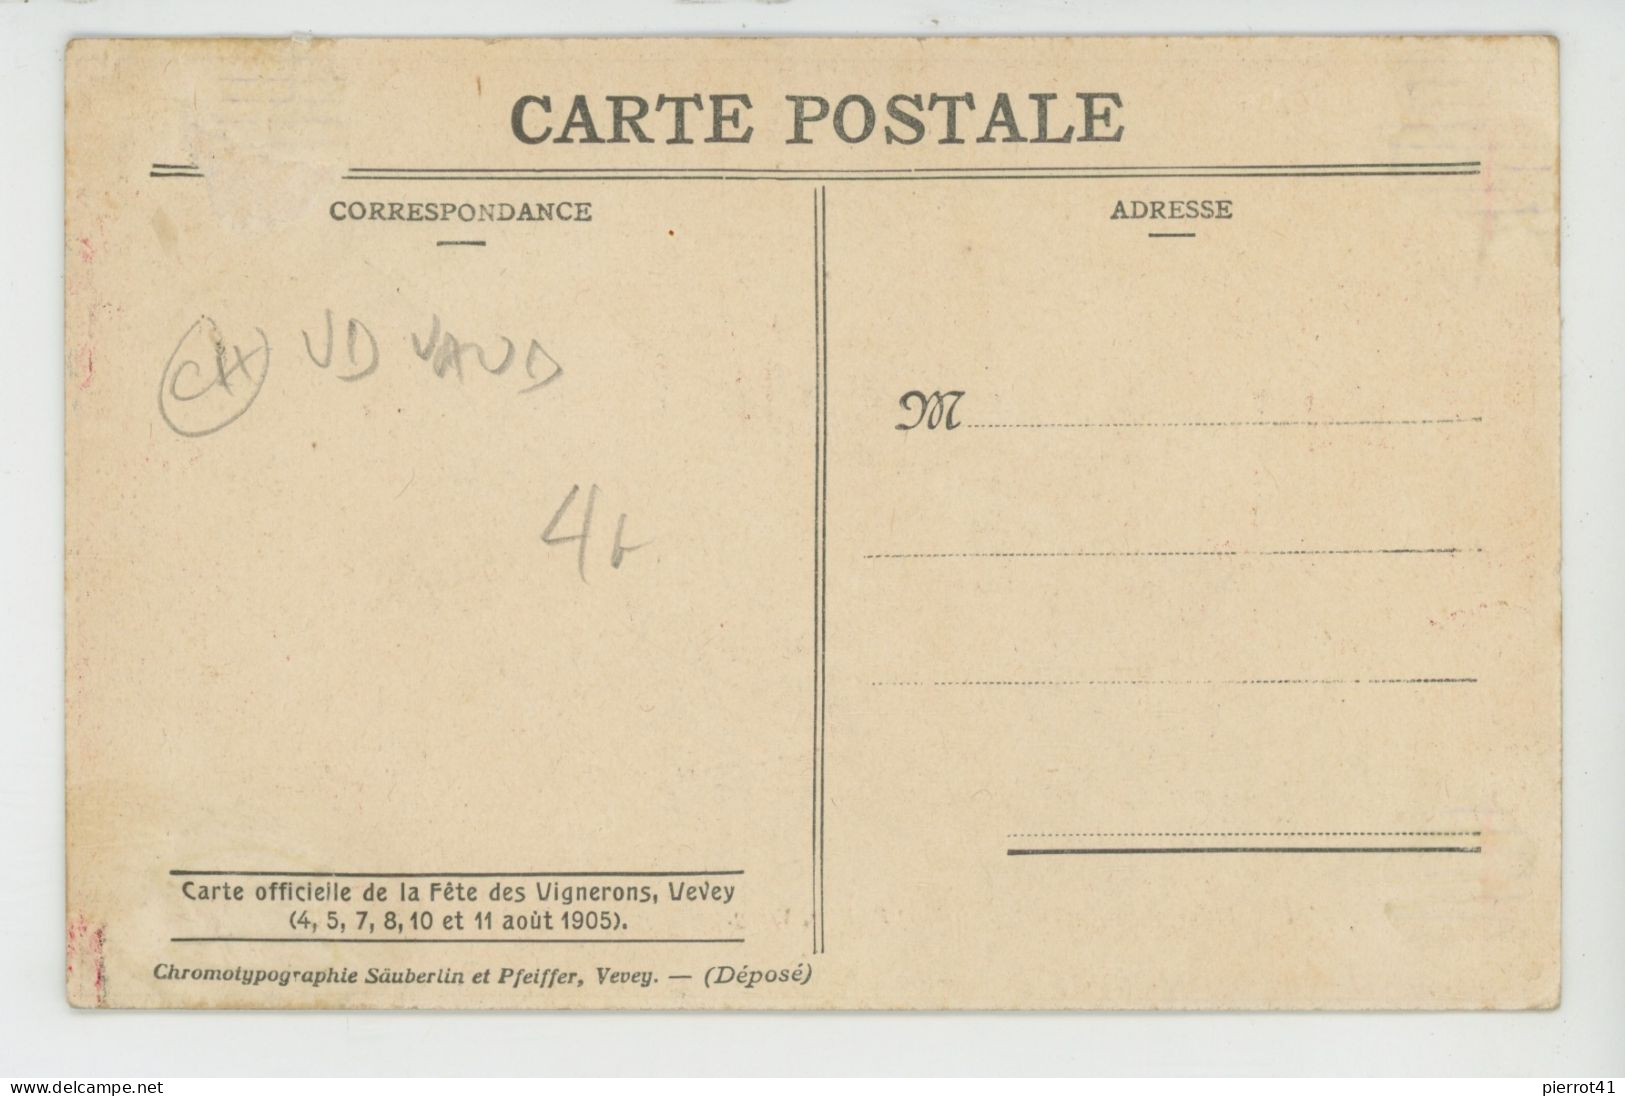 CARTE POSTALE
CORRESPONDANCE
ADRESSE
CH VD VAUD
M
4
Carte officielle de la Fête des Vignerons, Vevey
(4, 5, 7, 8, 10 et 11 août 1905).
Chromotypographie Säuberlin et Pfeiffer, Vevey. — (Déposé)
www.delcampe.net
pierrot41